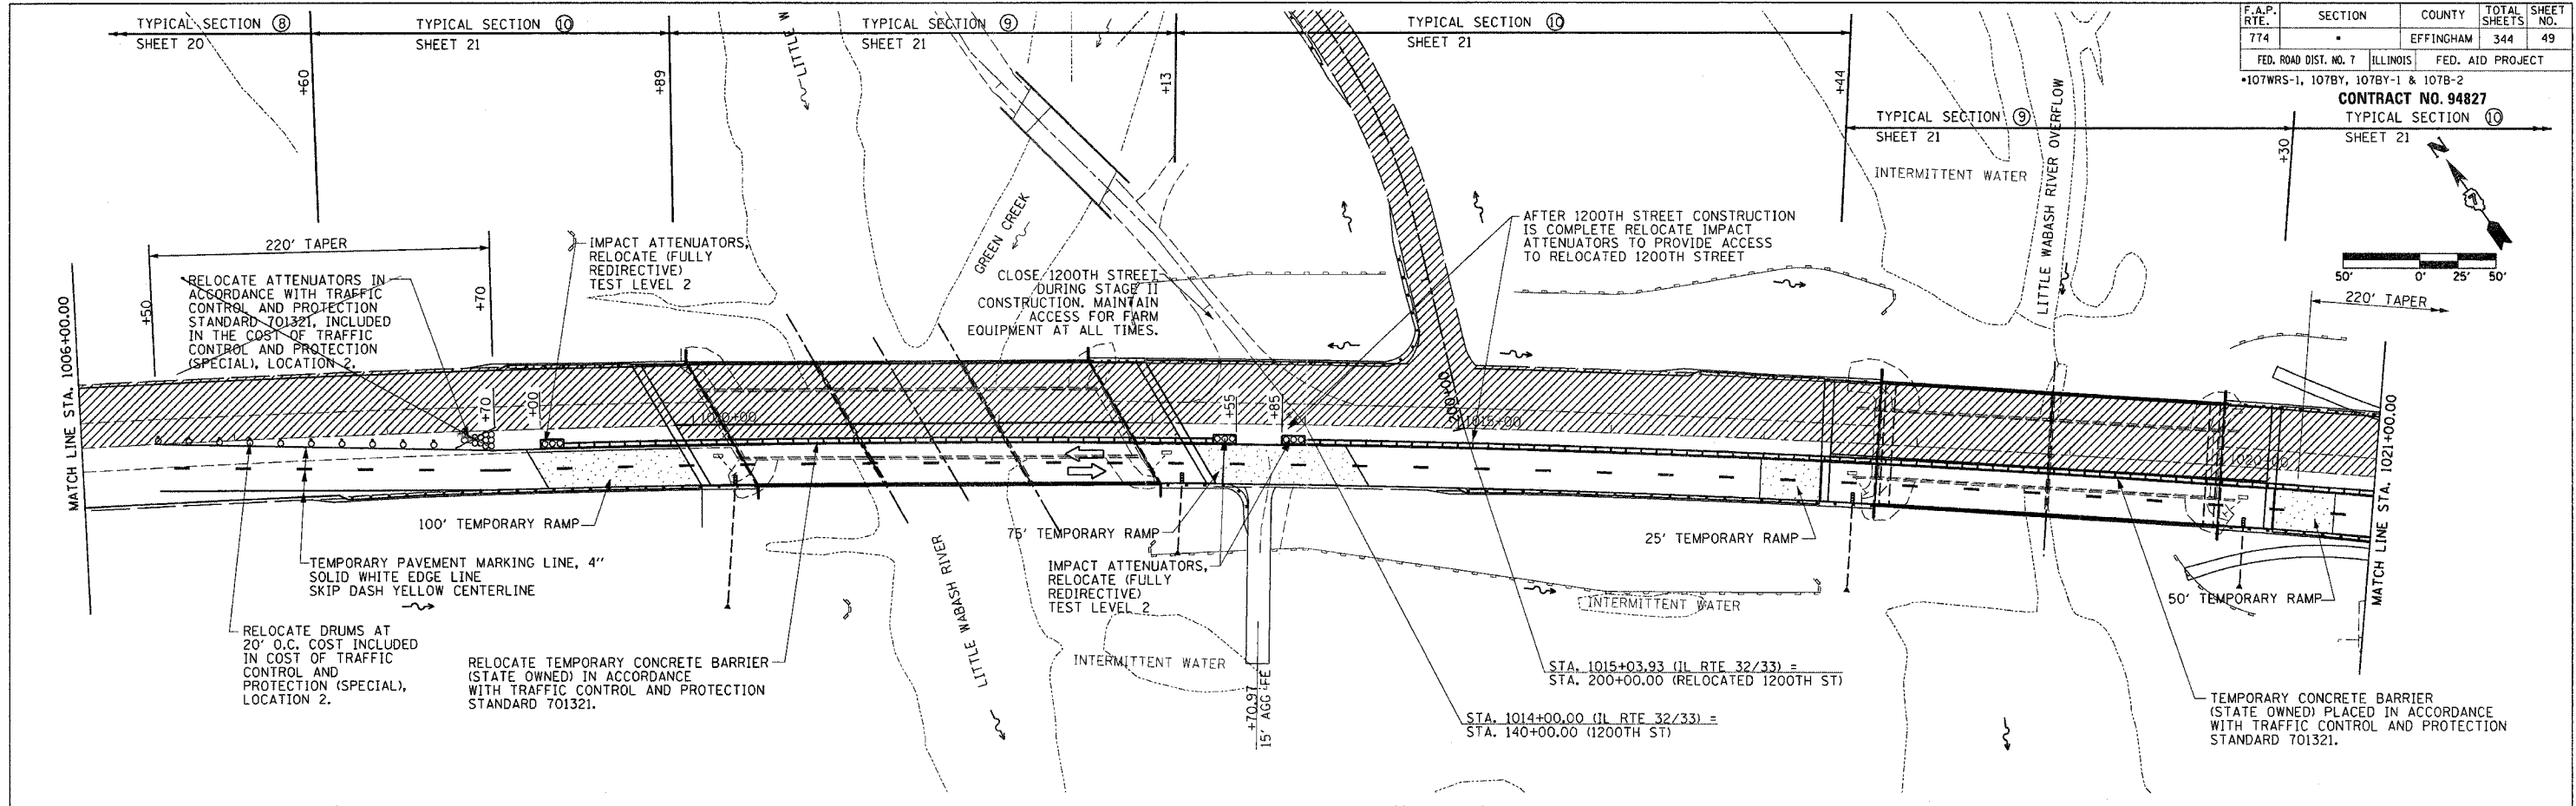 TYPICAL SECTION 8
SHEET 20
TYPICAL SECTION 10
SHEET 21
TYPICAL SECTION 9
SHEET 21
TYPICAL SECTION 10
SHEET 21
F.A.P. RTE. SECTION COUNTY TOTAL SHEETS SHEET NO.
774 • EFFINGHAM 344 49
FED. ROAD DIST. NO. 7 ILLINOIS FED. AID PROJECT
•107WRS-1, 107BY, 107BY-1 & 107B-2
CONTRACT NO. 94827
TYPICAL SECTION 9
SHEET 21
TYPICAL SECTION 10
SHEET 21
+60
+89
+13
+44
+30
N
7
50' 0' 25' 50'
LITTLE W
GREEN CREEK
INTERMITTENT WATER
LITTLE WABASH RIVER OVERFLOW
220' TAPER
+50
+70
RELOCATE ATTENUATORS IN
ACCORDANCE WITH TRAFFIC
CONTROL AND PROTECTION
STANDARD 701321, INCLUDED
IN THE COST OF TRAFFIC
CONTROL AND PROTECTION
(SPECIAL), LOCATION 2.
IMPACT ATTENUATORS,
RELOCATE (FULLY
REDIRECTIVE)
TEST LEVEL 2
CLOSE 1200TH STREET
DURING STAGE II
CONSTRUCTION. MAINTAIN
ACCESS FOR FARM
EQUIPMENT AT ALL TIMES.
AFTER 1200TH STREET CONSTRUCTION
IS COMPLETE RELOCATE IMPACT
ATTENUATORS TO PROVIDE ACCESS
TO RELOCATED 1200TH STREET
220' TAPER
MATCH LINE STA. 1006+00.00
+70
+00
1010+00
+55
+85
200+00
1015+00
1020+00
MATCH LINE STA. 1021+00.00
100' TEMPORARY RAMP
75' TEMPORARY RAMP
25' TEMPORARY RAMP
50' TEMPORARY RAMP
TEMPORARY PAVEMENT MARKING LINE, 4"
SOLID WHITE EDGE LINE
SKIP DASH YELLOW CENTERLINE
LITTLE WABASH RIVER
IMPACT ATTENUATORS,
RELOCATE (FULLY
REDIRECTIVE)
TEST LEVEL 2
INTERMITTENT WATER
RELOCATE DRUMS AT
20' O.C. COST INCLUDED
IN COST OF TRAFFIC
CONTROL AND
PROTECTION (SPECIAL),
LOCATION 2.
RELOCATE TEMPORARY CONCRETE BARRIER
(STATE OWNED) IN ACCORDANCE
WITH TRAFFIC CONTROL AND PROTECTION
STANDARD 701321.
INTERMITTENT WATER
+70.97
15' AGG FE
STA. 1015+03.93 (IL RTE 32/33) =
STA. 200+00.00 (RELOCATED 1200TH ST)
STA. 1014+00.00 (IL RTE 32/33) =
STA. 140+00.00 (1200TH ST)
TEMPORARY CONCRETE BARRIER
(STATE OWNED) PLACED IN ACCORDANCE
WITH TRAFFIC CONTROL AND PROTECTION
STANDARD 701321.